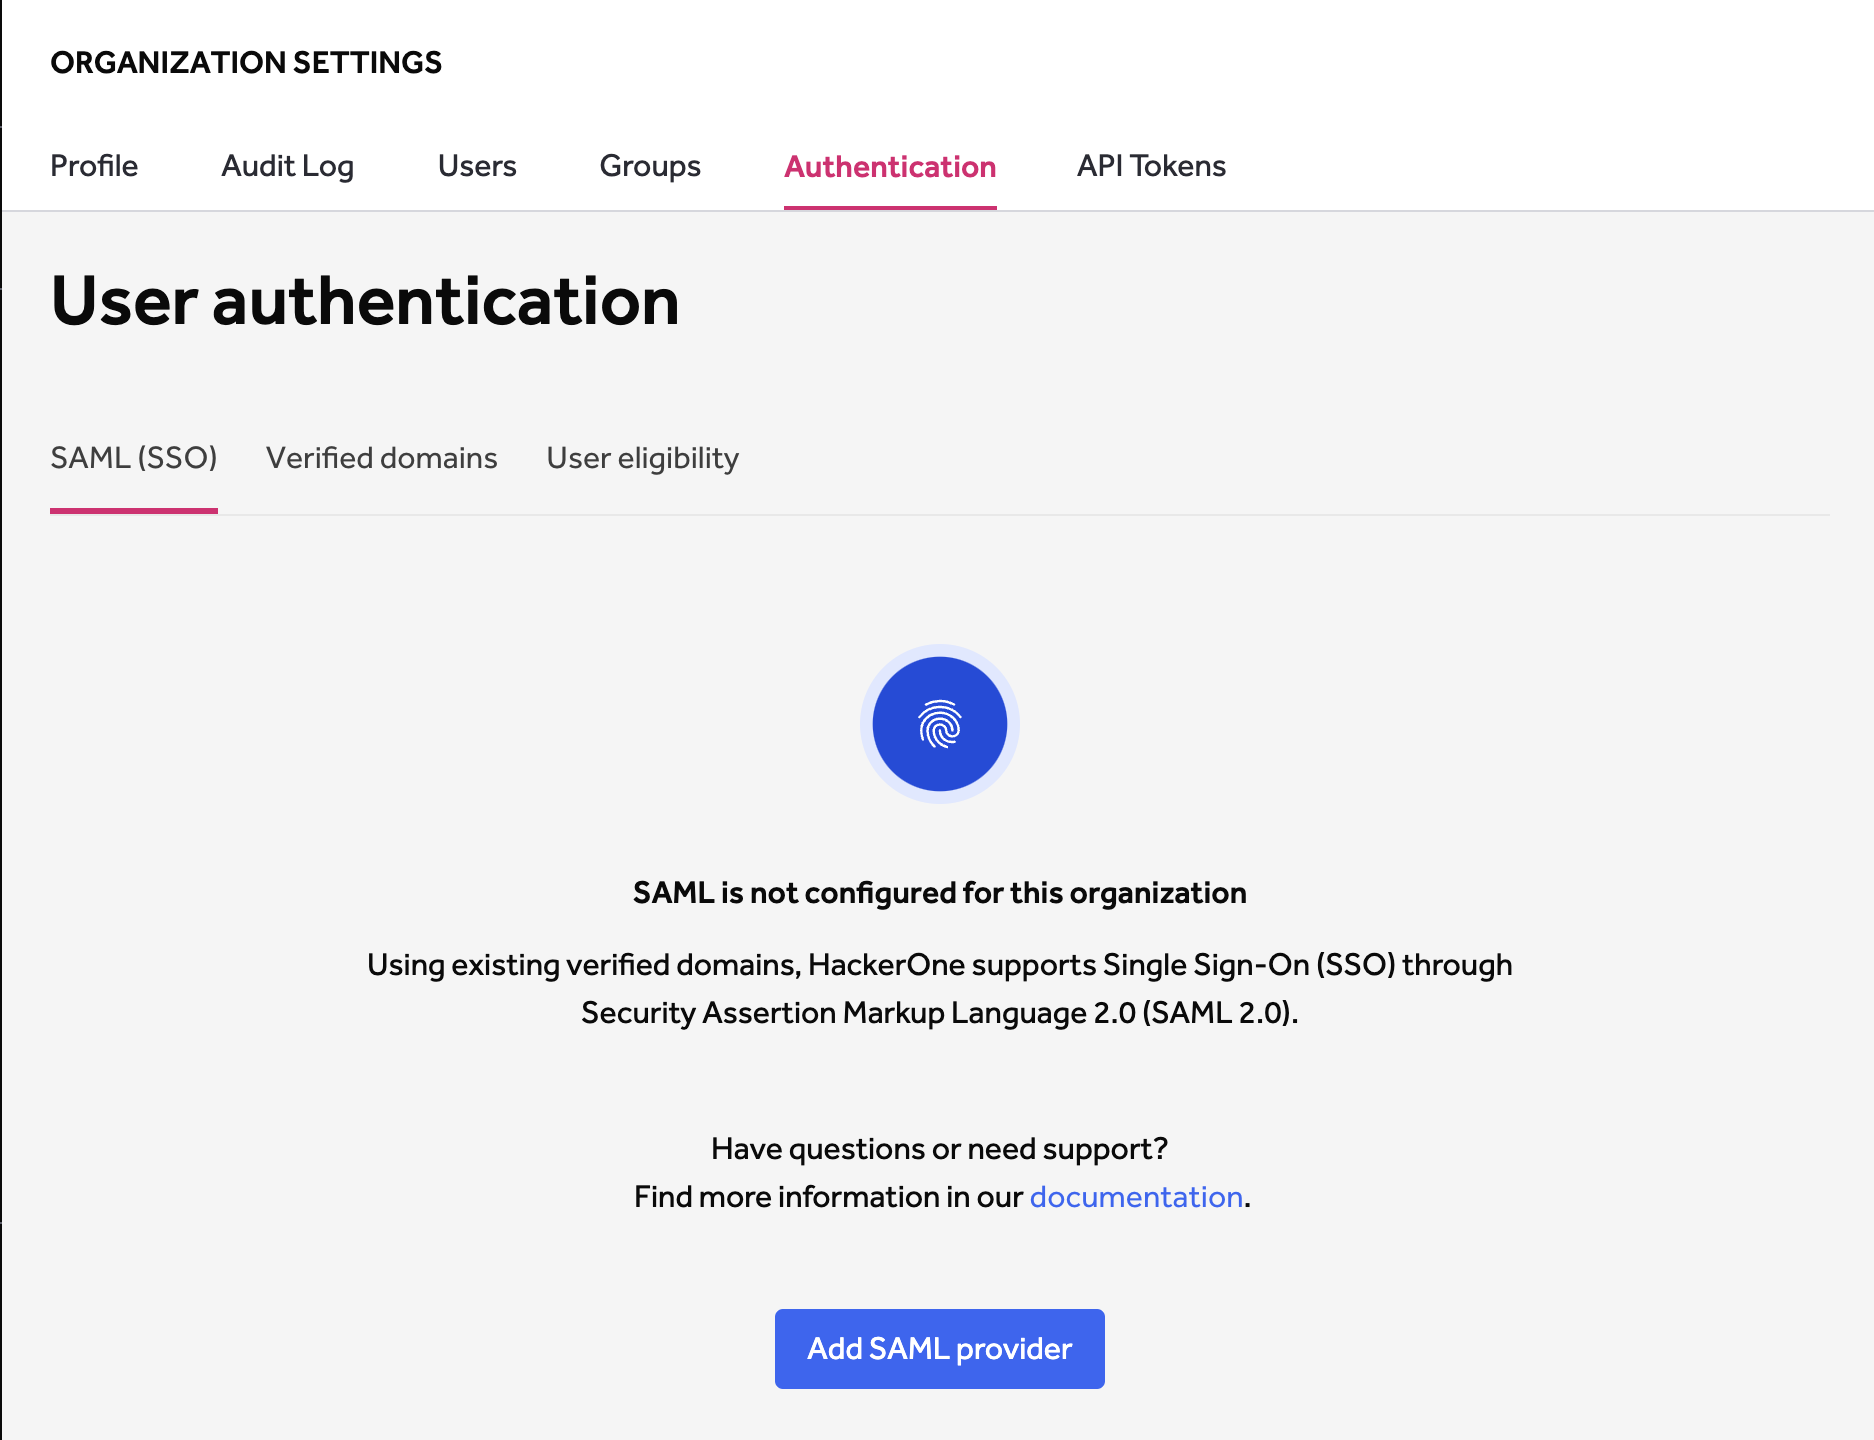 ORGANIZATION SETTINGS
Profile Audit Log Users Groups Authentication API Tokens
User authentication
SAML (SSO) Verified domains User eligibility
SAML is not configured for this organization
Using existing verified domains, HackerOne supports Single Sign-On (SSO) through
Security Assertion Markup Language 2.0 (SAML 2.0).
Have questions or need support?
Find more information in our documentation.
Add SAML provider